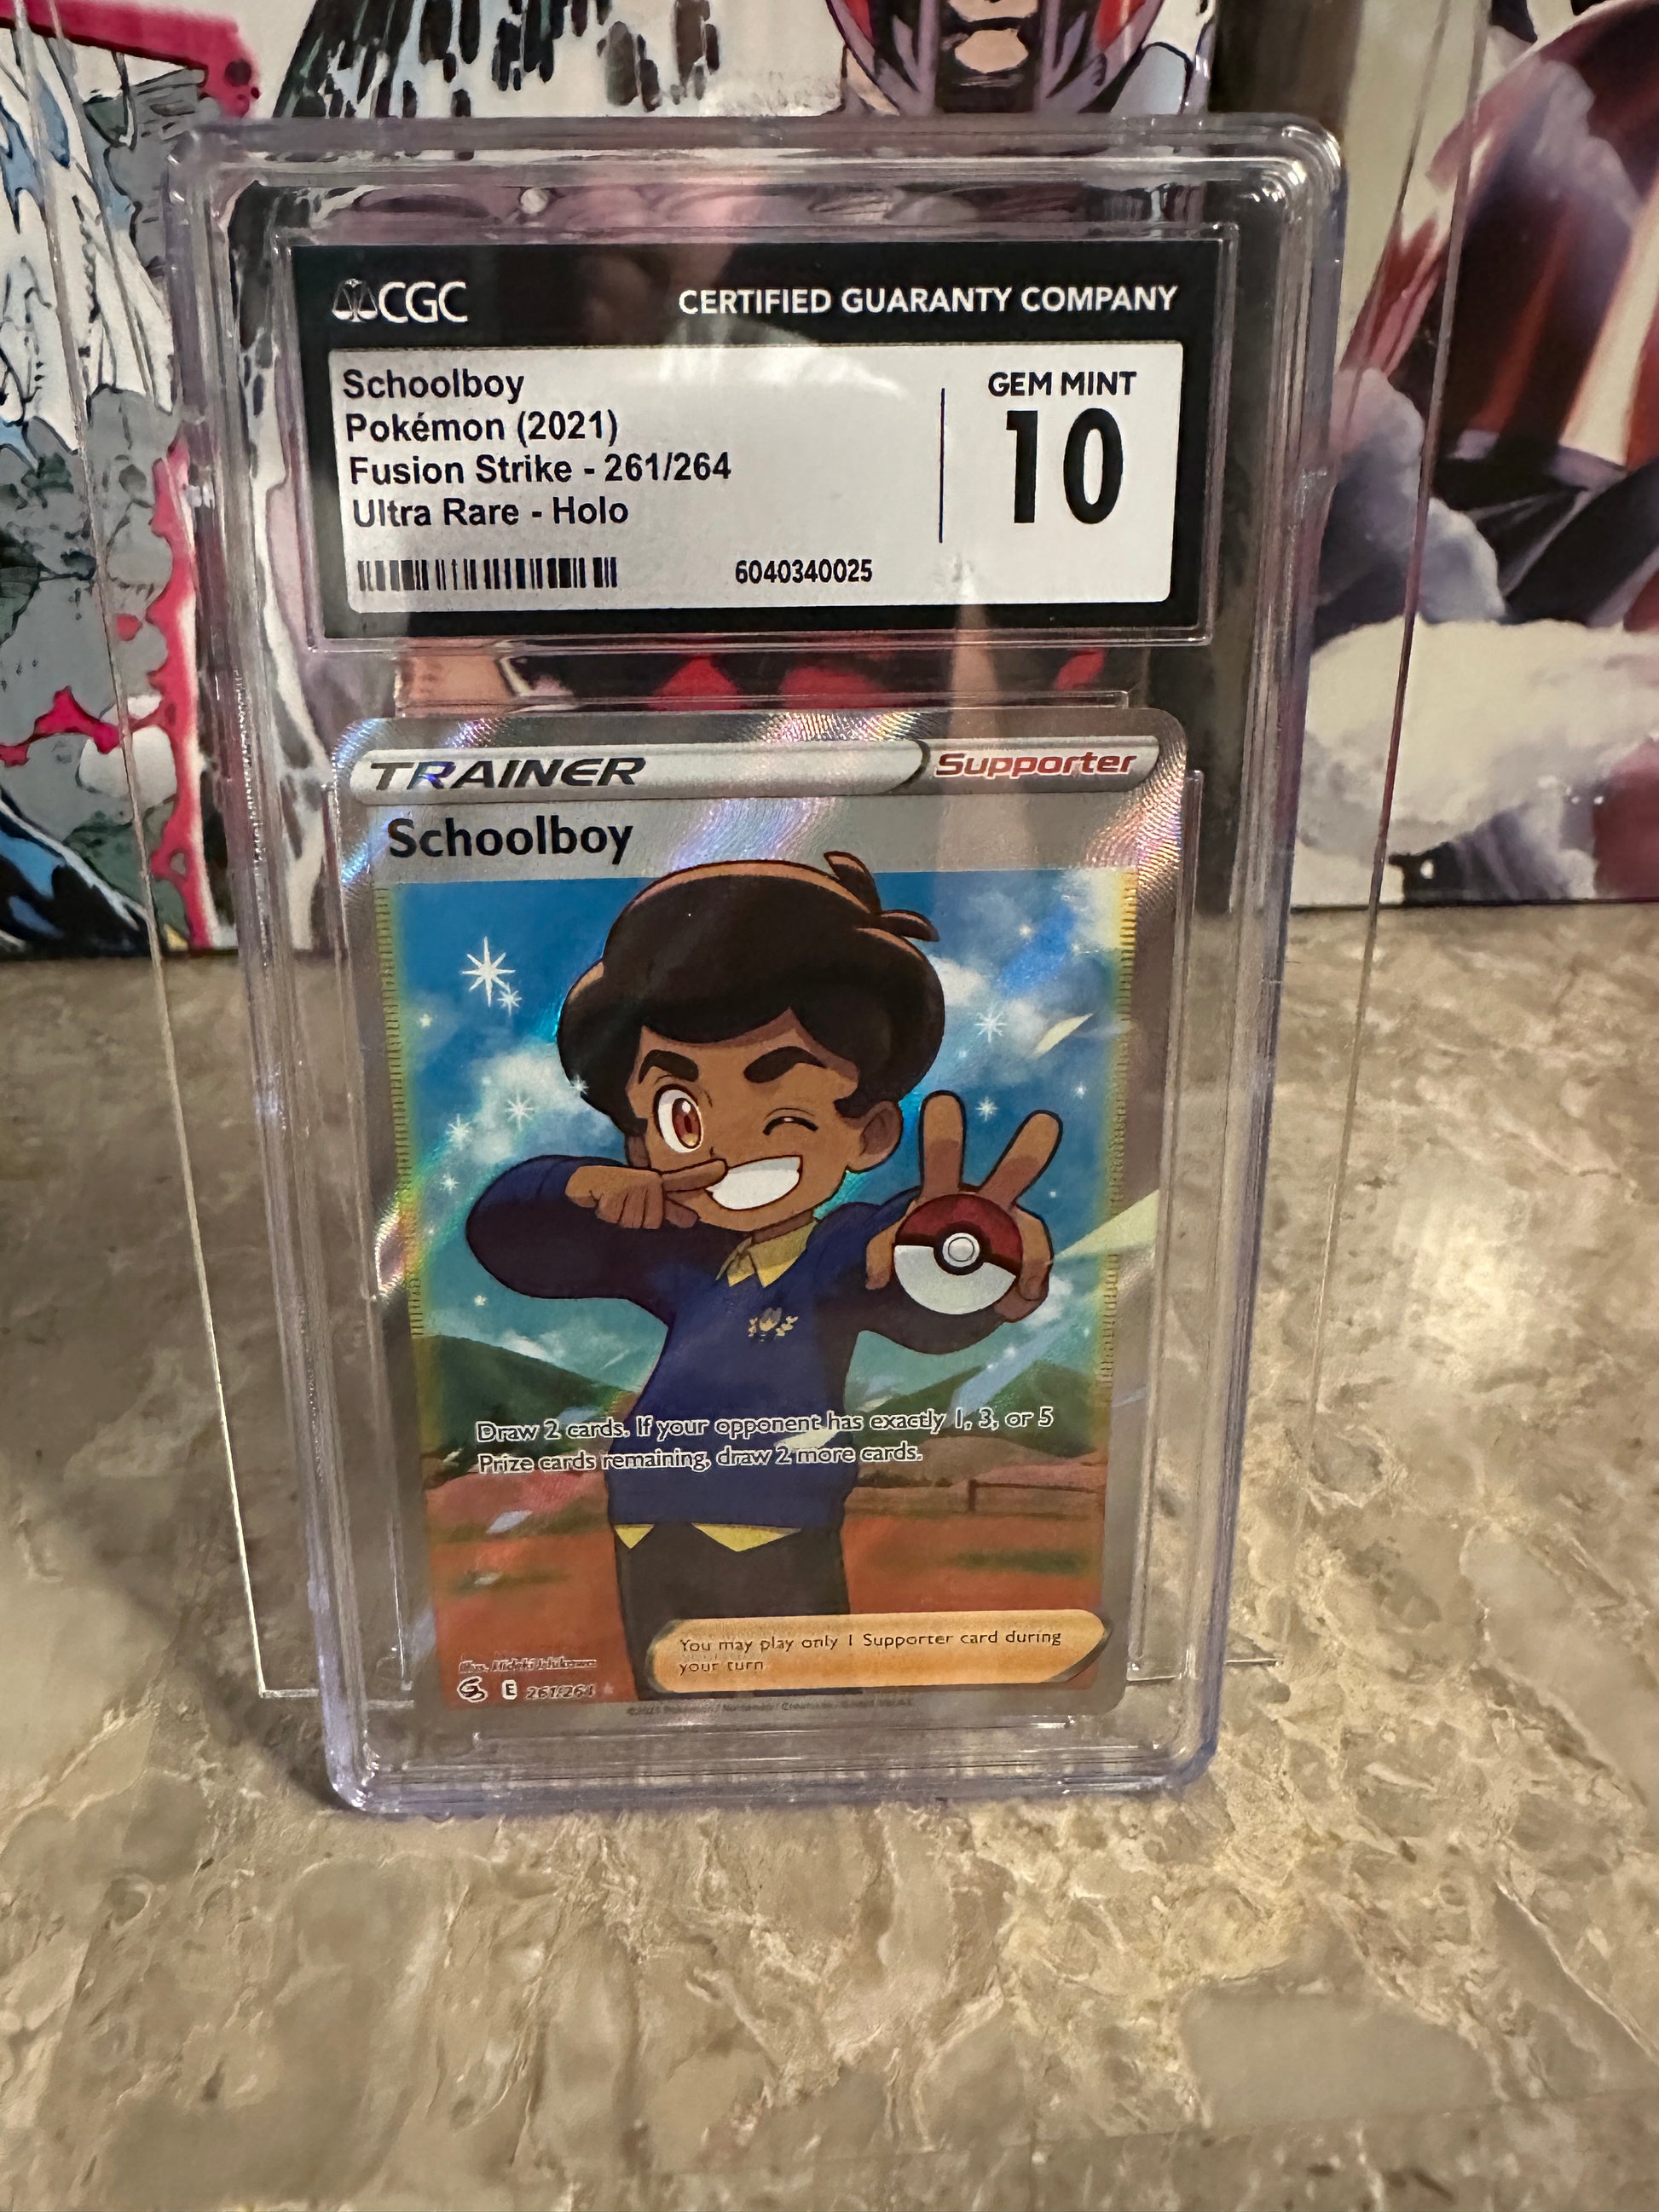 CGC CERTIFIED GUARANTY COMPANY
Schoolboy
Pokémon (2021)
Fusion Strike - 261/264
Ultra Rare - Holo
6040340025
GEM MINT
10
TRAINER Supporter
Schoolboy
Draw 2 cards. If your opponent has exactly 1, 3, or 5
Prize cards remaining, draw 2 more cards.
You may play only 1 Supporter card during
your turn
E 261/264